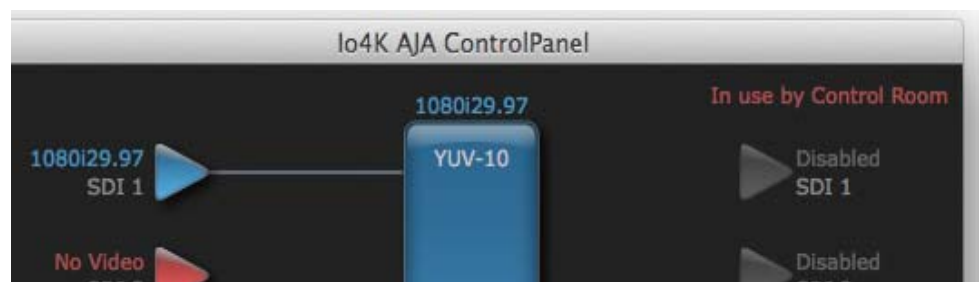 Io4K AJA ControlPanel
In use by Control Room
1080i29.97
YUV-10
1080i29.97
SDI 1
Disabled
SDI 1
No Video
Disabled